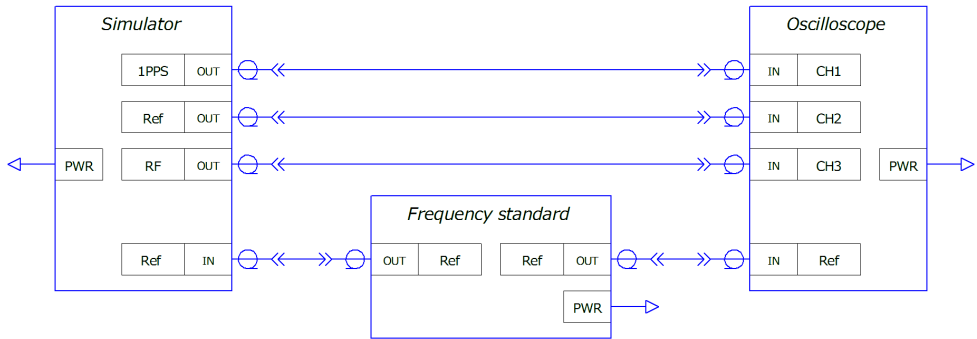 Simulator
Oscilloscope
1PPS OUT
IN CH1
Ref OUT
IN CH2
PWR
RF OUT
IN CH3
PWR
Frequency standard
Ref IN
OUT Ref
Ref OUT
IN Ref
PWR